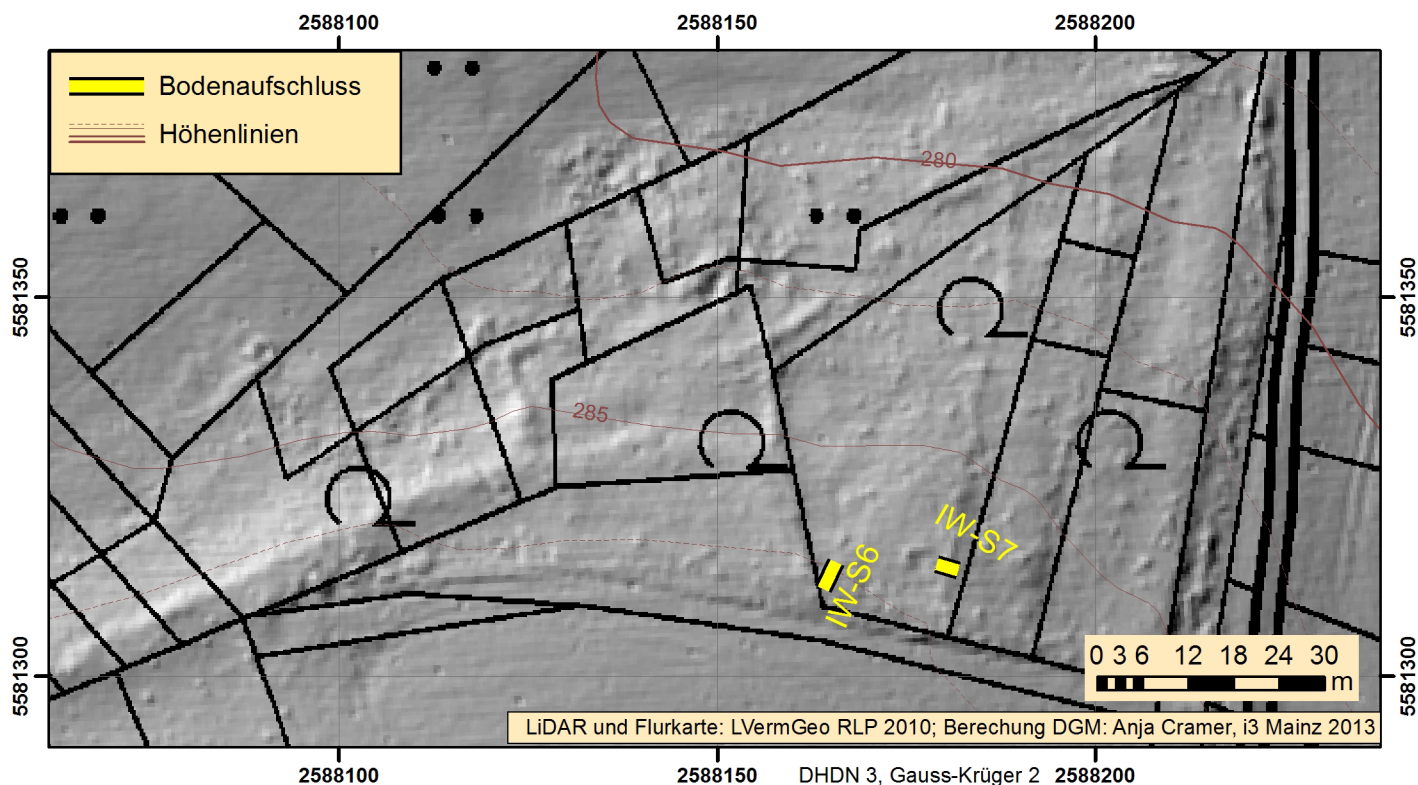 2588100 2588150 2588200
Bodenaufschluss
Höhenlinien
280
5581350 5581350
285
IW-S7
IW-S6
0 3 6 12 18 24 30
m
5581300 5581300
LiDAR und Flurkarte: LVermGeo RLP 2010; Berechung DGM: Anja Cramer, i3 Mainz 2013
2588100 2588150 DHDN 3, Gauss-Krüger 2 2588200